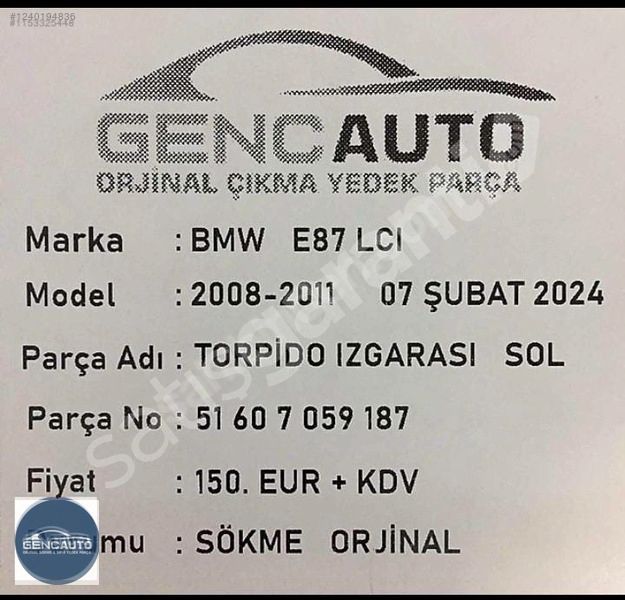 #1240194836
#1153325448
GENCAUTO
ORJİNAL ÇIKMA YEDEK PARÇA
Marka : BMW E87 LCI
Model : 2008-2011 07 ŞUBAT 2024
Parça Adı : TORPİDO IZGARASI SOL
Parça No : 51 60 7 059 187
Fiyat : 150. EUR + KDV
umu : SÖKME ORJİNAL
GENCAUTO